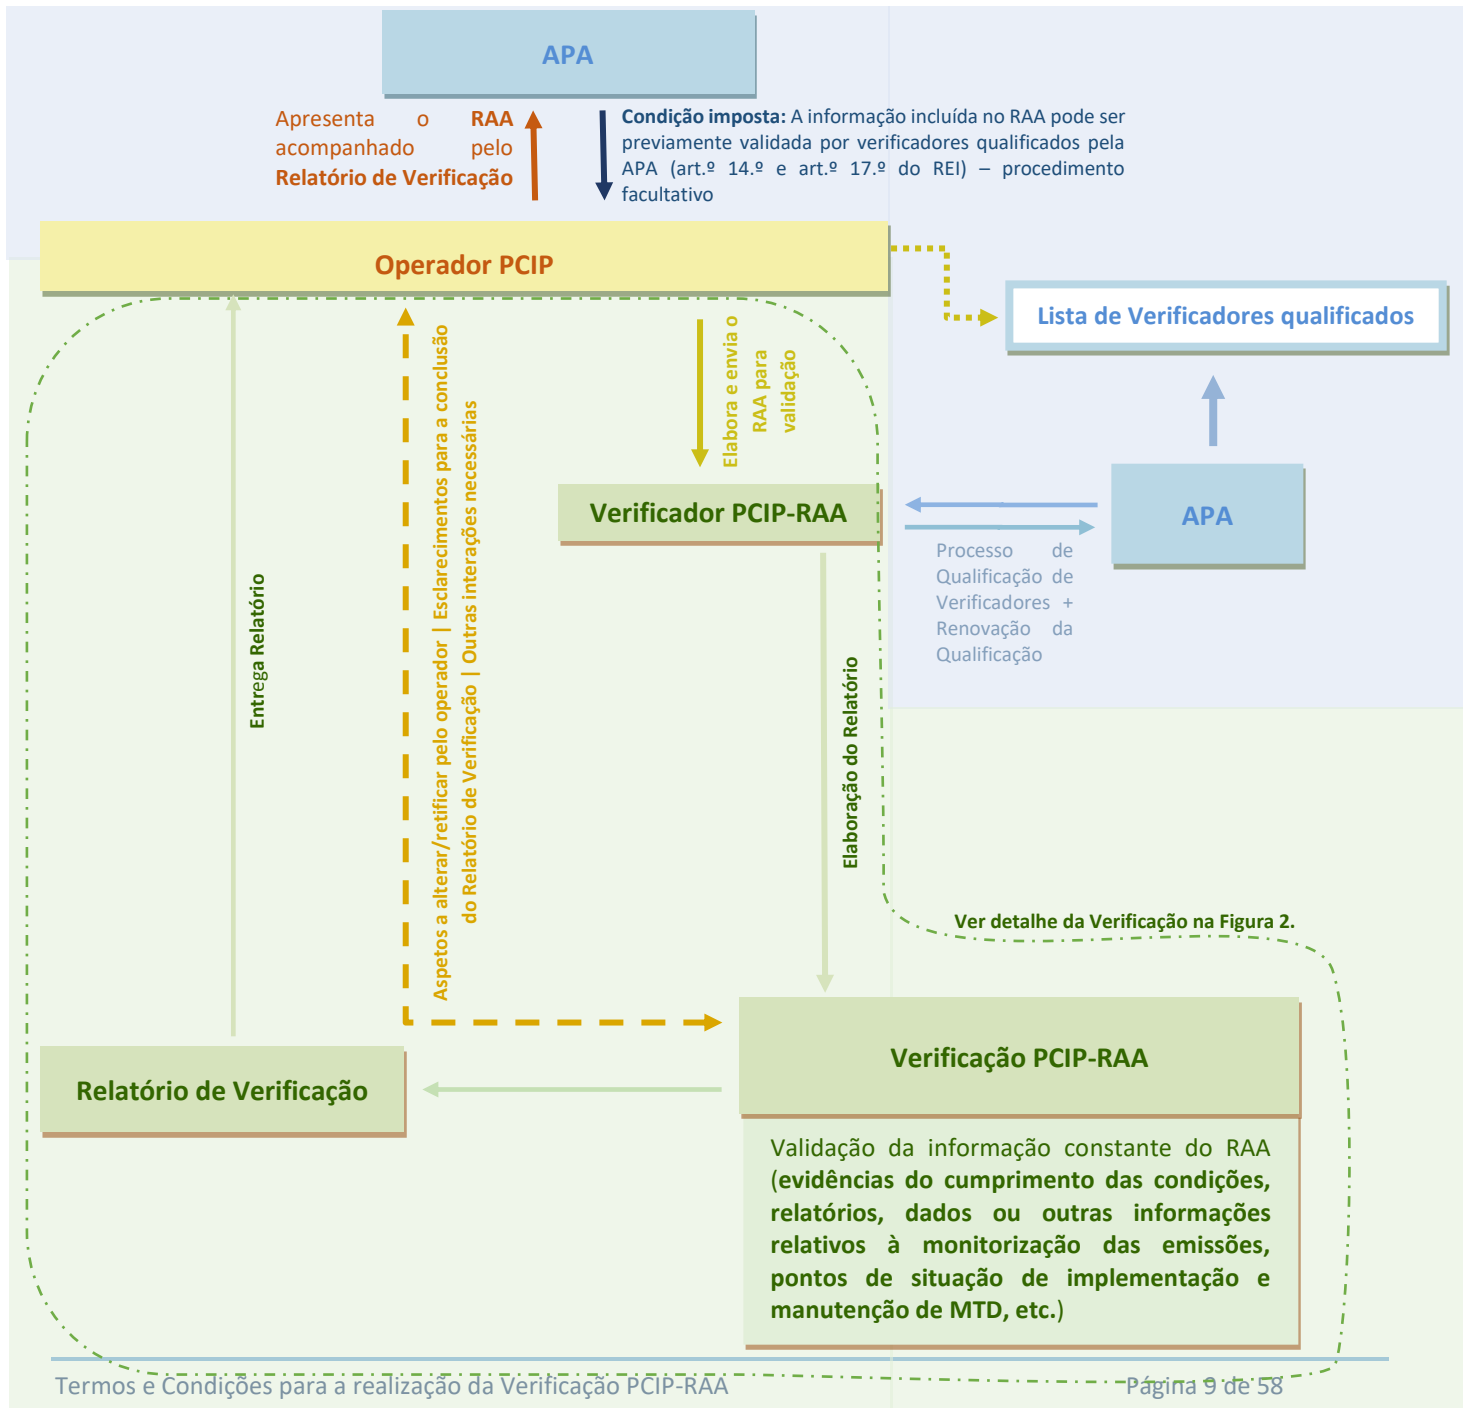 APA
Apresenta o RAA
acompanhado pelo
Relatório de Verificação
Condição imposta: A informação incluída no RAA pode ser
previamente validada por verificadores qualificados pela
APA (art.º 14.º e art.º 17.º do REI) – procedimento
facultativo
Operador PCIP
Lista de Verificadores qualificados
Elabora e envia o
RAA para
validação
Aspetos a alterar/retificar pelo operador | Esclarecimentos para a conclusão
do Relatório de Verificação | Outras interações necessárias
Verificador PCIP-RAA
APA
Processo de
Qualificação de
Verificadores +
Renovação da
Qualificação
Entrega Relatório
Elaboração do Relatório
Ver detalhe da Verificação na Figura 2.
Verificação PCIP-RAA
Relatório de Verificação
Validação da informação constante do RAA
(evidências do cumprimento das condições,
relatórios, dados ou outras informações
relativos à monitorização das emissões,
pontos de situação de implementação e
manutenção de MTD, etc.)
Termos e Condições para a realização da Verificação PCIP-RAA
Página 9 de 58